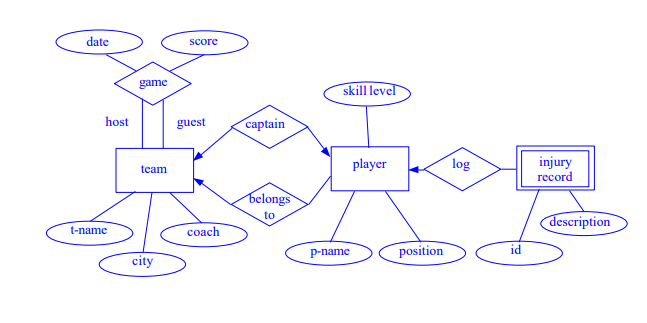 date
score
game
host
guest
skill level
captain
team
player
log
injury
record
belongs
to
t-name
coach
city
p-name
position
id
description